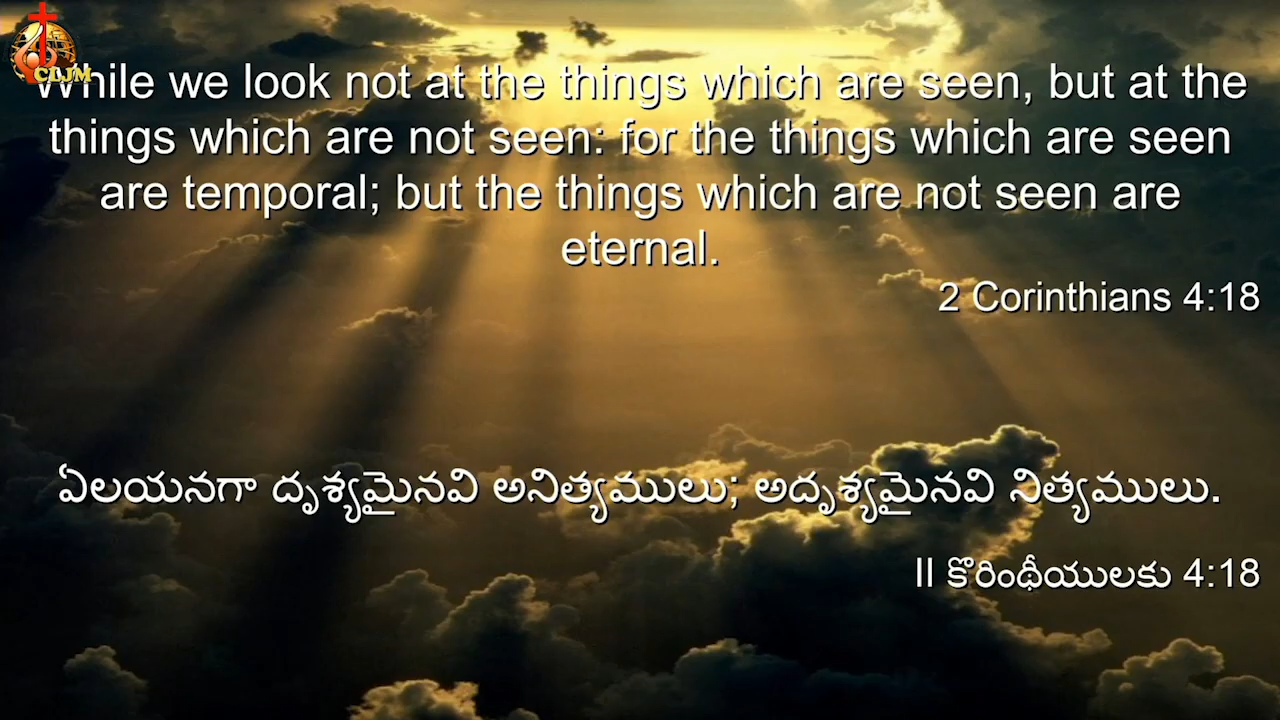 CLJM
While we look not at the things which are seen, but at the
things which are not seen: for the things which are seen
are temporal; but the things which are not seen are
eternal.
2 Corinthians 4:18
ఏలయనగా దృశ్యమైనవి అనిత్యములు; అదృశ్యమైనవి నిత్యములు.
II కొరింథీయులకు 4:18